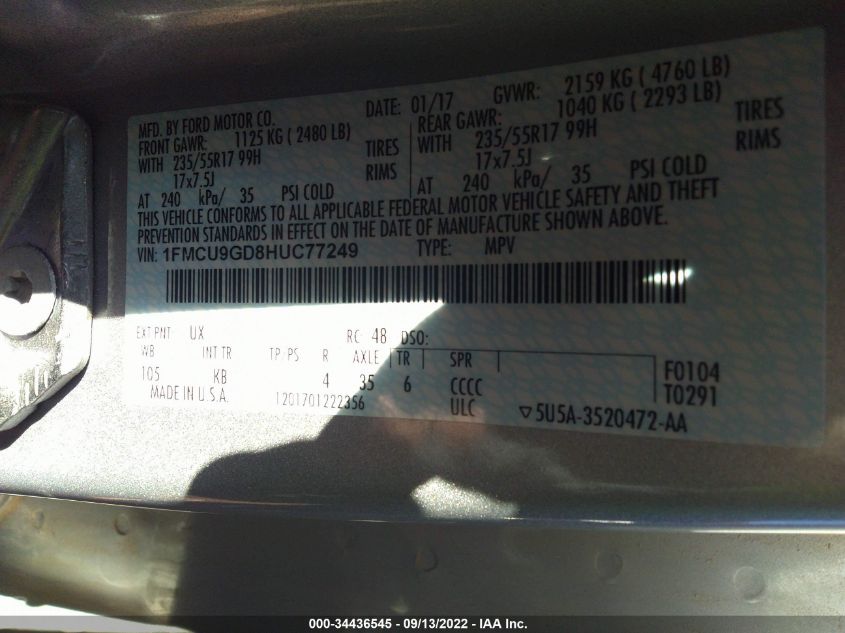 MFD. BY FORD MOTOR CO.
DATE: 01/17 GVWR: 2159 KG ( 4760 LB)
FRONT GAWR: 1125 KG ( 2480 LB) REAR GAWR: 1040 KG ( 2293 LB)
WITH 235/55R17 99H TIRES WITH 235/55R17 99H TIRES
17x7.5J RIMS 17x7.5J RIMS
AT 240 kPa/ 35 PSI COLD AT 240 kPa/ 35 PSI COLD
THIS VEHICLE CONFORMS TO ALL APPLICABLE FEDERAL MOTOR VEHICLE SAFETY AND THEFT
PREVENTION STANDARDS IN EFFECT ON THE DATE OF MANUFACTURE SHOWN ABOVE.
VIN: 1FMCU9GD8HUC77249 TYPE: MPV
EXT PNT: UX RC: 48 DSO:
WB INT TR TP/PS R AXLE TR SPR
105 KB 4 35 6 CCCC F0104
MADE IN U.S.A. 1201701222356 ULC T0291
▽5U5A-3520472-AA
000-34436545 - 09/13/2022 - IAA Inc.